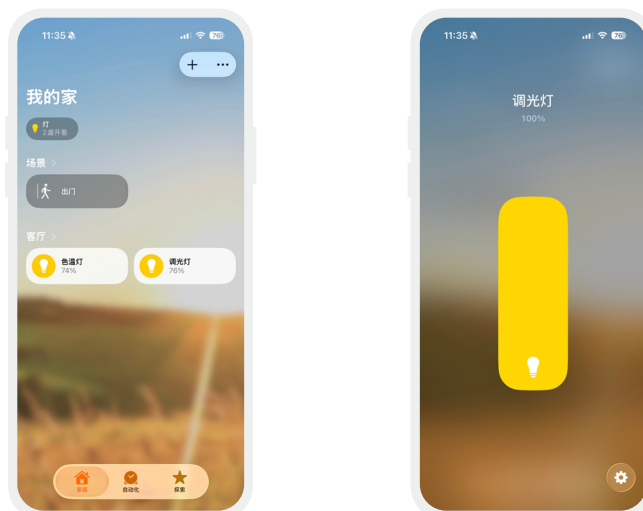 11:35
76
我的家
灯
2盏开着
场景
出门
客厅
色温灯
74%
调光灯
76%
家庭
自动化
探索
11:35
76
调光灯
100%